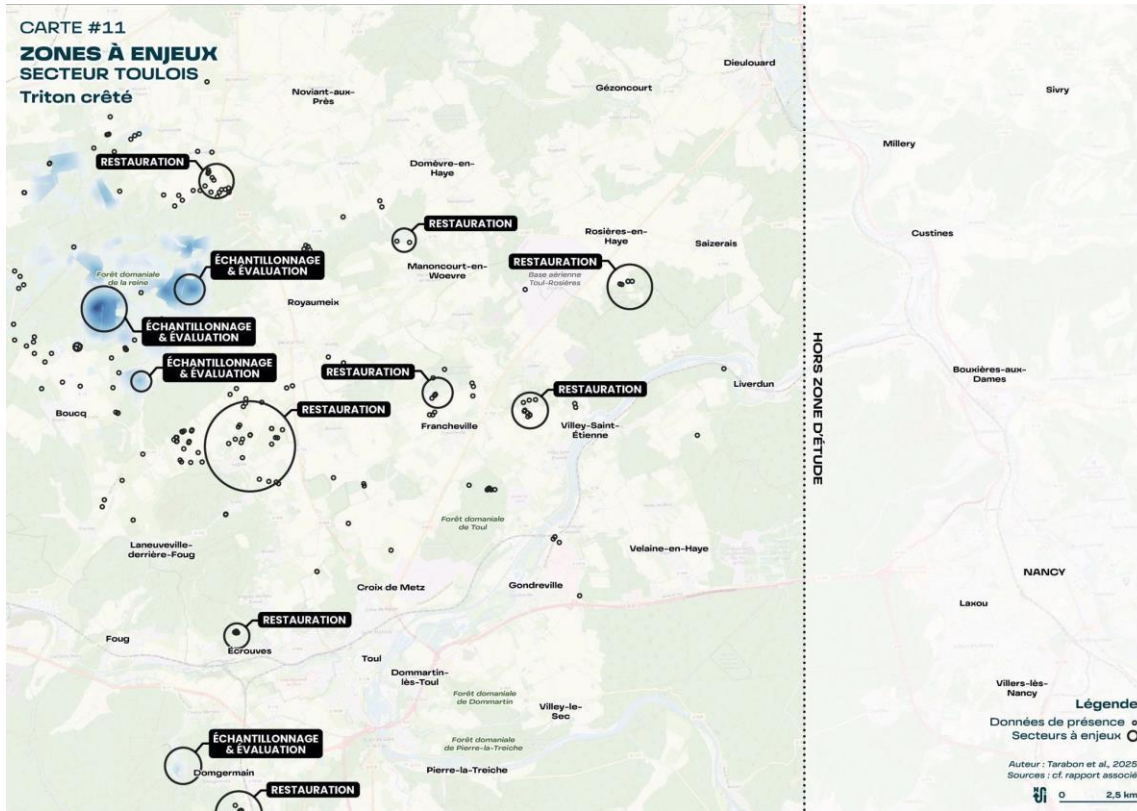 CARTE #11
ZONES À ENJEUX
SECTEUR TOULOIS
Triton crêté
Dieulouard
Noviant-aux-
Près
Gézoncourt
Sivry
Millery
RESTAURATION
Domèvre-en-
Haye
RESTAURATION
Rosières-en-
Haye
Saizerais
Custines
ÉCHANTILLONNAGE
& ÉVALUATION
Forêt domaniale
de la reine
Manoncourt-en-
Woevre
RESTAURATION
Base aérienne
Toul-Rosières
Royaumeix
ÉCHANTILLONNAGE
& ÉVALUATION
HORS ZONE D'ÉTUDE
ÉCHANTILLONNAGE
& ÉVALUATION
RESTAURATION
RESTAURATION
Liverdun
Bouxières-aux-
Dames
Boucq
RESTAURATION
Francheville
Villey-Saint-
Étienne
Forêt domaniale
de Toul
Laneuveville-
derrière-Foug
Velaine-en-Haye
Croix de Metz
Gondreville
NANCY
Laxou
RESTAURATION
Foug
Écrouves
Toul
Dommartin-
lès-Toul
Forêt domaniale
de Dommartin
Villey-le-
Sec
Villers-lès-
Nancy
ÉCHANTILLONNAGE
& ÉVALUATION
Forêt domaniale
de Pierre-la-Treiche
Domgermain
Pierre-la-Treiche
RESTAURATION
Légende
Données de présence
Secteurs à enjeux
Auteur : Tarabon et al., 2025
Sources : cf. rapport associé
0 2,5 km